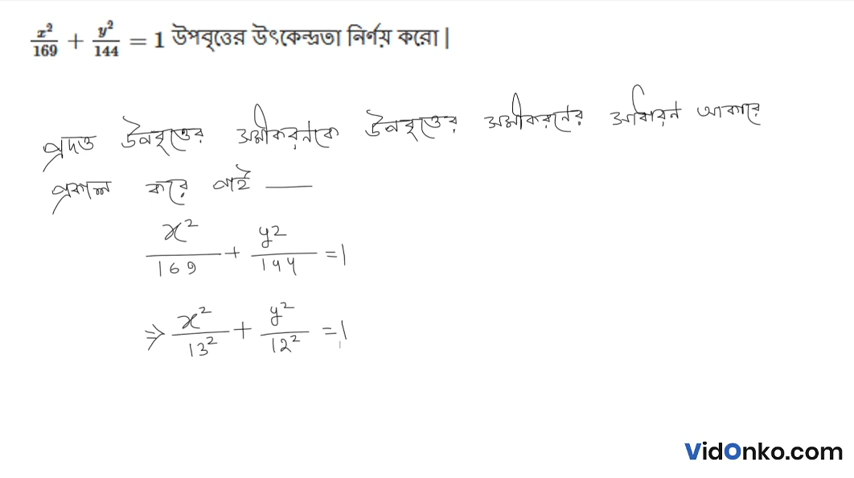 x²/169 + y²/144 = 1 উপবৃত্তের উৎকেন্দ্রতা নির্ণয় করো |
প্রদত্ত উপবৃত্তের সমীকরণকে উপবৃত্তের সমীকরণের সাধারণ আকারে
প্রকাশ করে পাই —
x²/169 + y²/144 = 1
⇒ x²/13² + y²/12² = 1
VidOnko.com